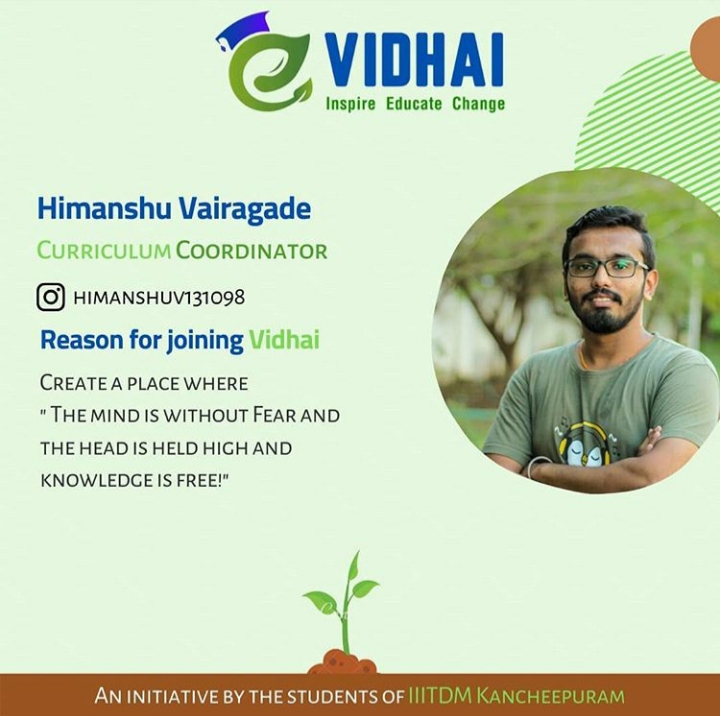 VIDHAI
Inspire Educate Change
Himanshu Vairagade
CURRICULUM COORDINATOR
HIMANSHUV131098
Reason for joining Vidhai
CREATE A PLACE WHERE
" THE MIND IS WITHOUT FEAR AND
THE HEAD IS HELD HIGH AND
KNOWLEDGE IS FREE!"
AN INITIATIVE BY THE STUDENTS OF IIITDM KANCHEEPURAM